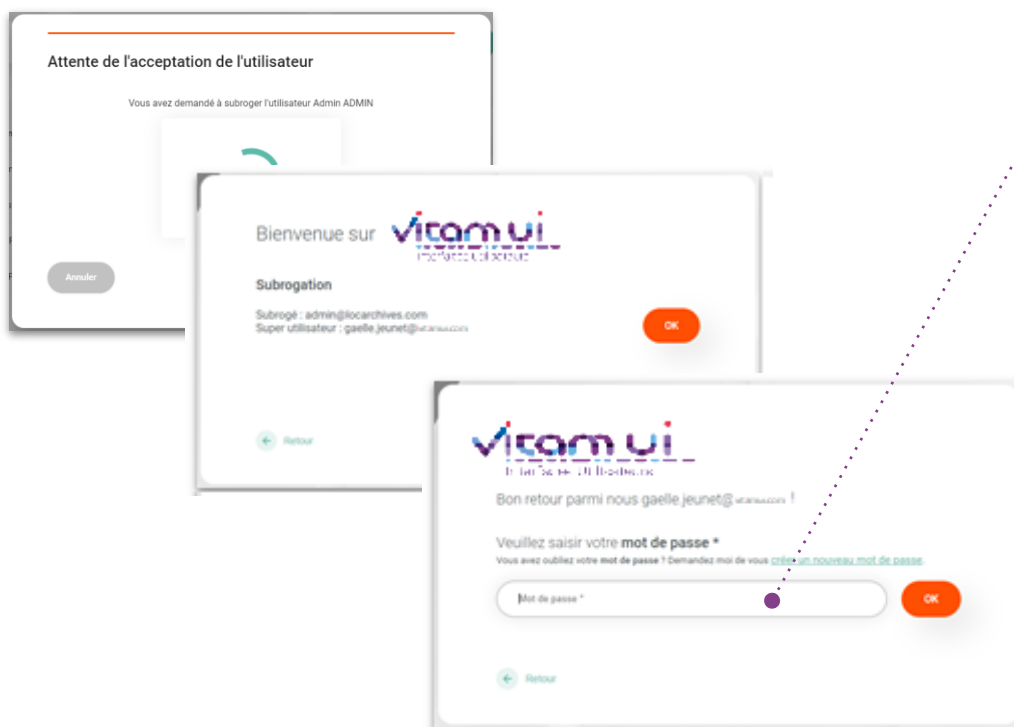 Attente de l'acceptation de l'utilisateur
Vous avez demandé à subroger l'utilisateur Admin ADMIN
Annuler
Bienvenue sur vitam ui
Interface Utilisateurs
Subrogation
Subrogé : admin@locarchives.com
Super utilisateur : gaelle.jeunet@
OK
Retour
vitam ui
Bon retour parmi nous gaelle.jeunet@ !
Veuillez saisir votre mot de passe *
Vous avez oubliez votre mot de passe ? Demandez moi de vous créer un nouveau mot de passe.
Mot de passe *
OK
Retour